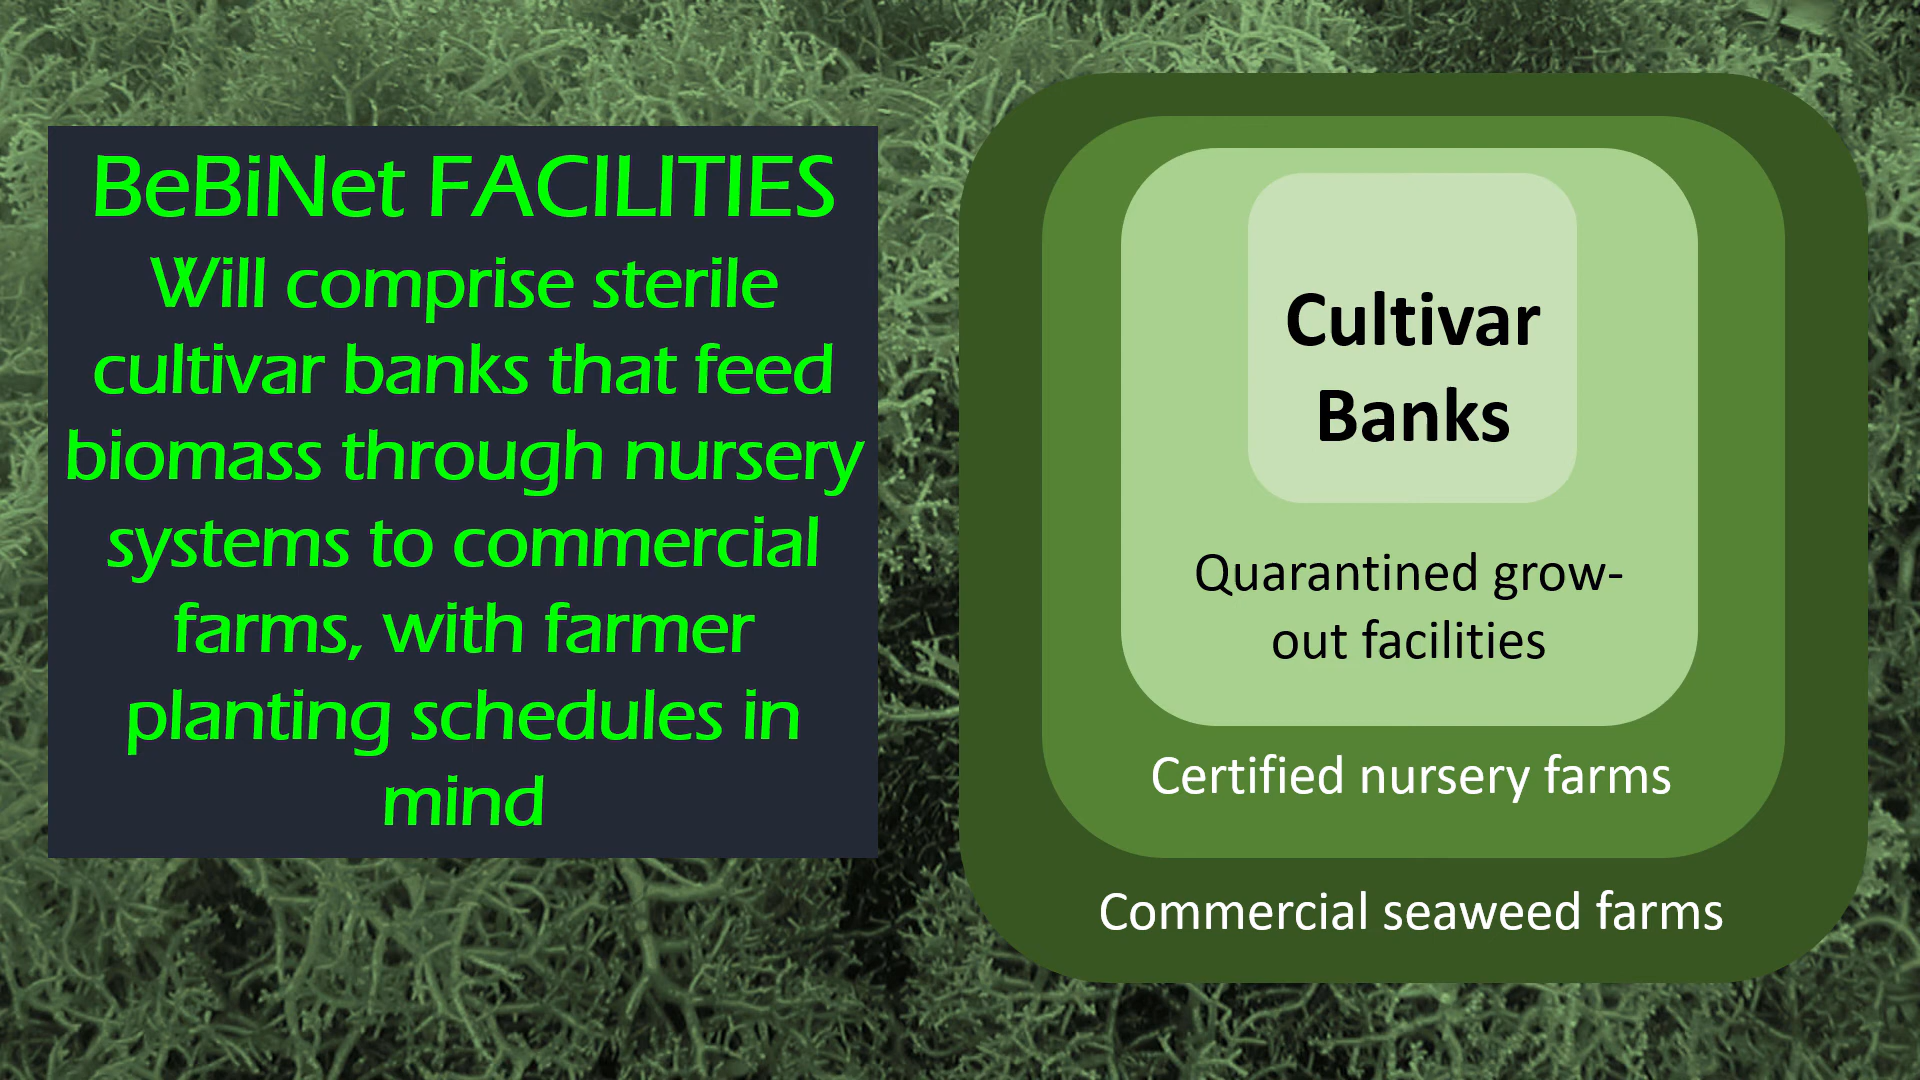 BeBiNet FACILITIES
Will comprise sterile
cultivar banks that feed
biomass through nursery
systems to commercial
farms, with farmer
planting schedules in
mind
Cultivar
Banks
Quarantined grow-
out facilities
Certified nursery farms
Commercial seaweed farms